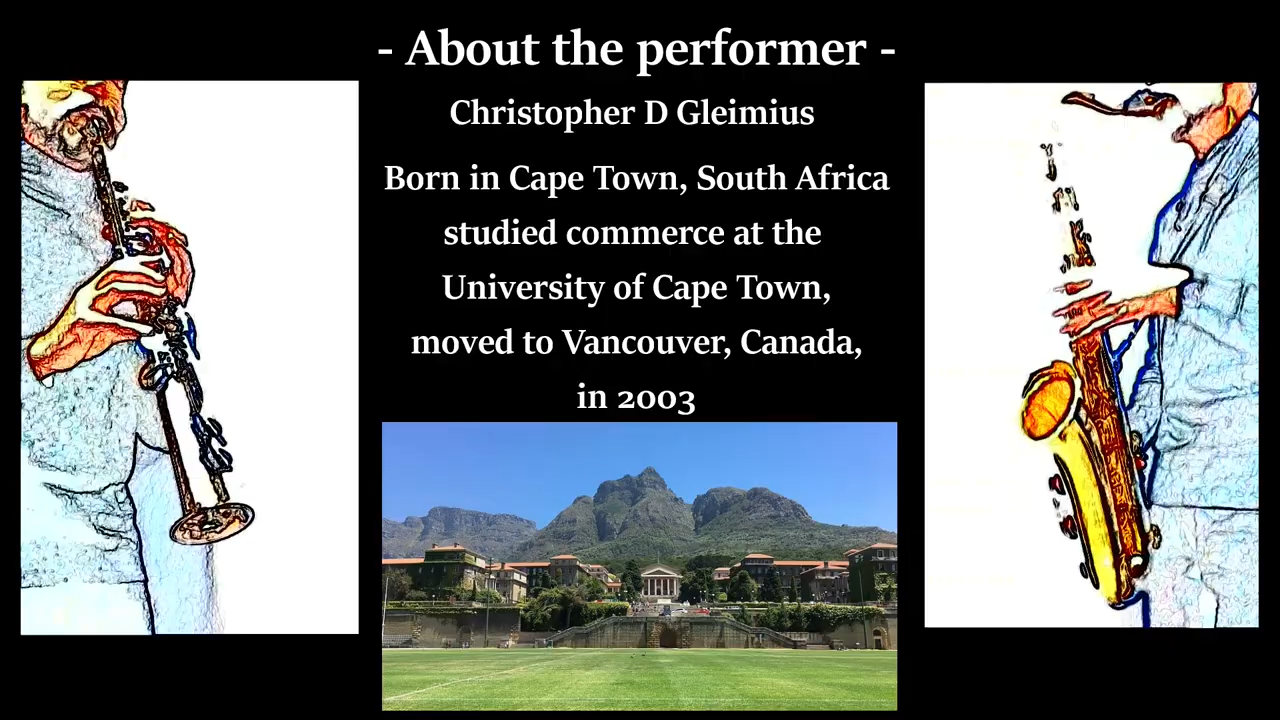 - About the performer -
Christopher D Gleimius
Born in Cape Town, South Africa
studied commerce at the
University of Cape Town,
moved to Vancouver, Canada,
in 2003